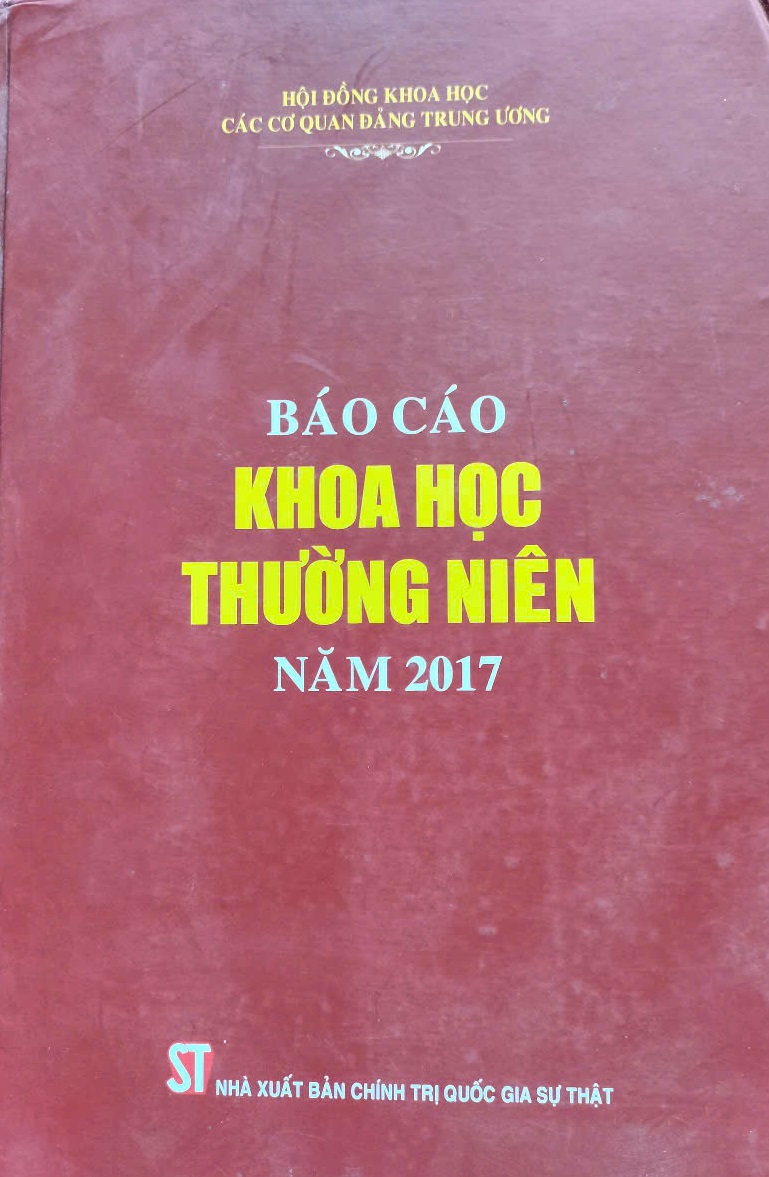 HỘI ĐỒNG KHOA HỌC
CÁC CƠ QUAN ĐẢNG TRUNG ƯƠNG
BÁO CÁO
KHOA HỌC
THƯỜNG NIÊN
NĂM 2017
ST NHÀ XUẤT BẢN CHÍNH TRỊ QUỐC GIA SỰ THẬT